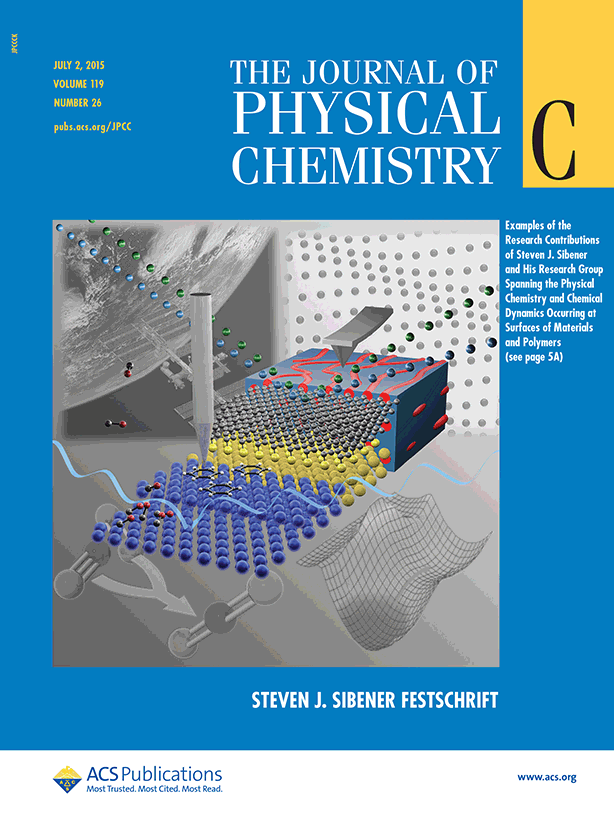 JPCCCK
JULY 2, 2015
VOLUME 119
NUMBER 26
pubs.acs.org/JPCC
THE JOURNAL OF
PHYSICAL
CHEMISTRY
C
Examples of the
Research Contributions
of Steven J. Sibener
and His Research Group
Spanning the Physical
Chemistry and Chemical
Dynamics Occurring at
Surfaces of Materials
and Polymers
(see page 5A)
STEVEN J. SIBENER FESTSCHRIFT
ACS Publications
Most Trusted. Most Cited. Most Read.
www.acs.org